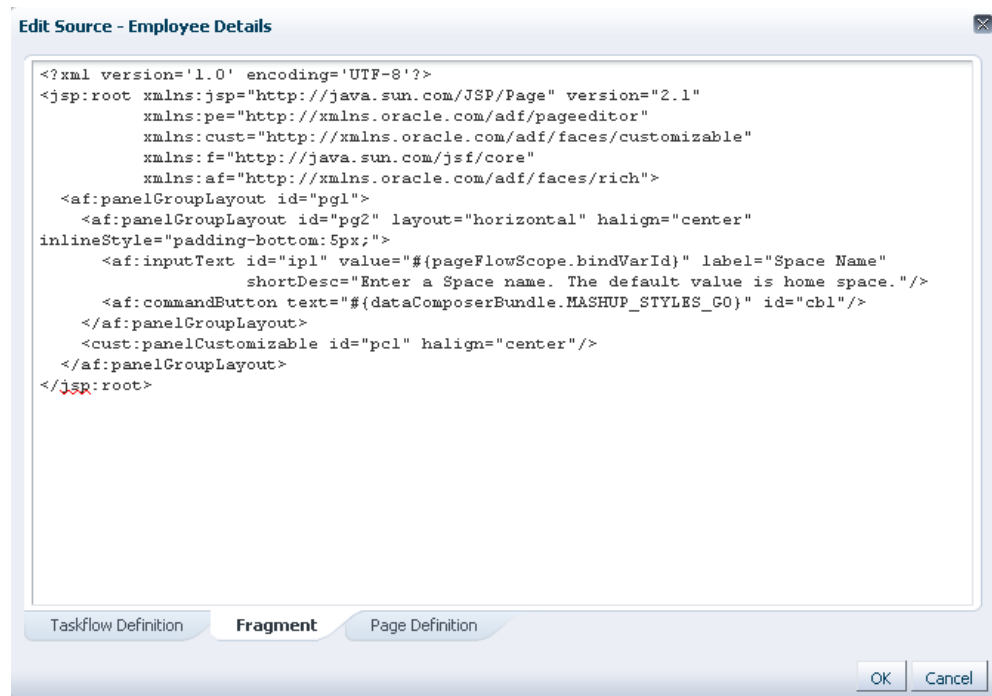 Edit Source - Employee Details
<?xml version='1.0' encoding='UTF-8'?>
<jsp:root xmlns:jsp="http://java.sun.com/JSP/Page" version="2.1"
xmlns:pe="http://xmlns.oracle.com/adf/pageeditor"
xmlns:cust="http://xmlns.oracle.com/adf/faces/customizable"
xmlns:f="http://java.sun.com/jsf/core"
xmlns:af="http://xmlns.oracle.com/adf/faces/rich">
<af:panelGroupLayout id="pg1">
<af:panelGroupLayout id="pg2" layout="horizontal" halign="center"
inlineStyle="padding-bottom:5px;">
<af:inputText id="ip1" value="#{pageFlowScope.bindVarId}" label="Space Name"
shortDesc="Enter a Space name. The default value is home space."/>
<af:commandButton text="#{dataComposerBundle.MASHUP_STYLES_GO}" id="cb1"/>
</af:panelGroupLayout>
<cust:panelCustomizable id="pc1" halign="center"/>
</af:panelGroupLayout>
</jsp:root>
Taskflow Definition Fragment Page Definition
OK Cancel